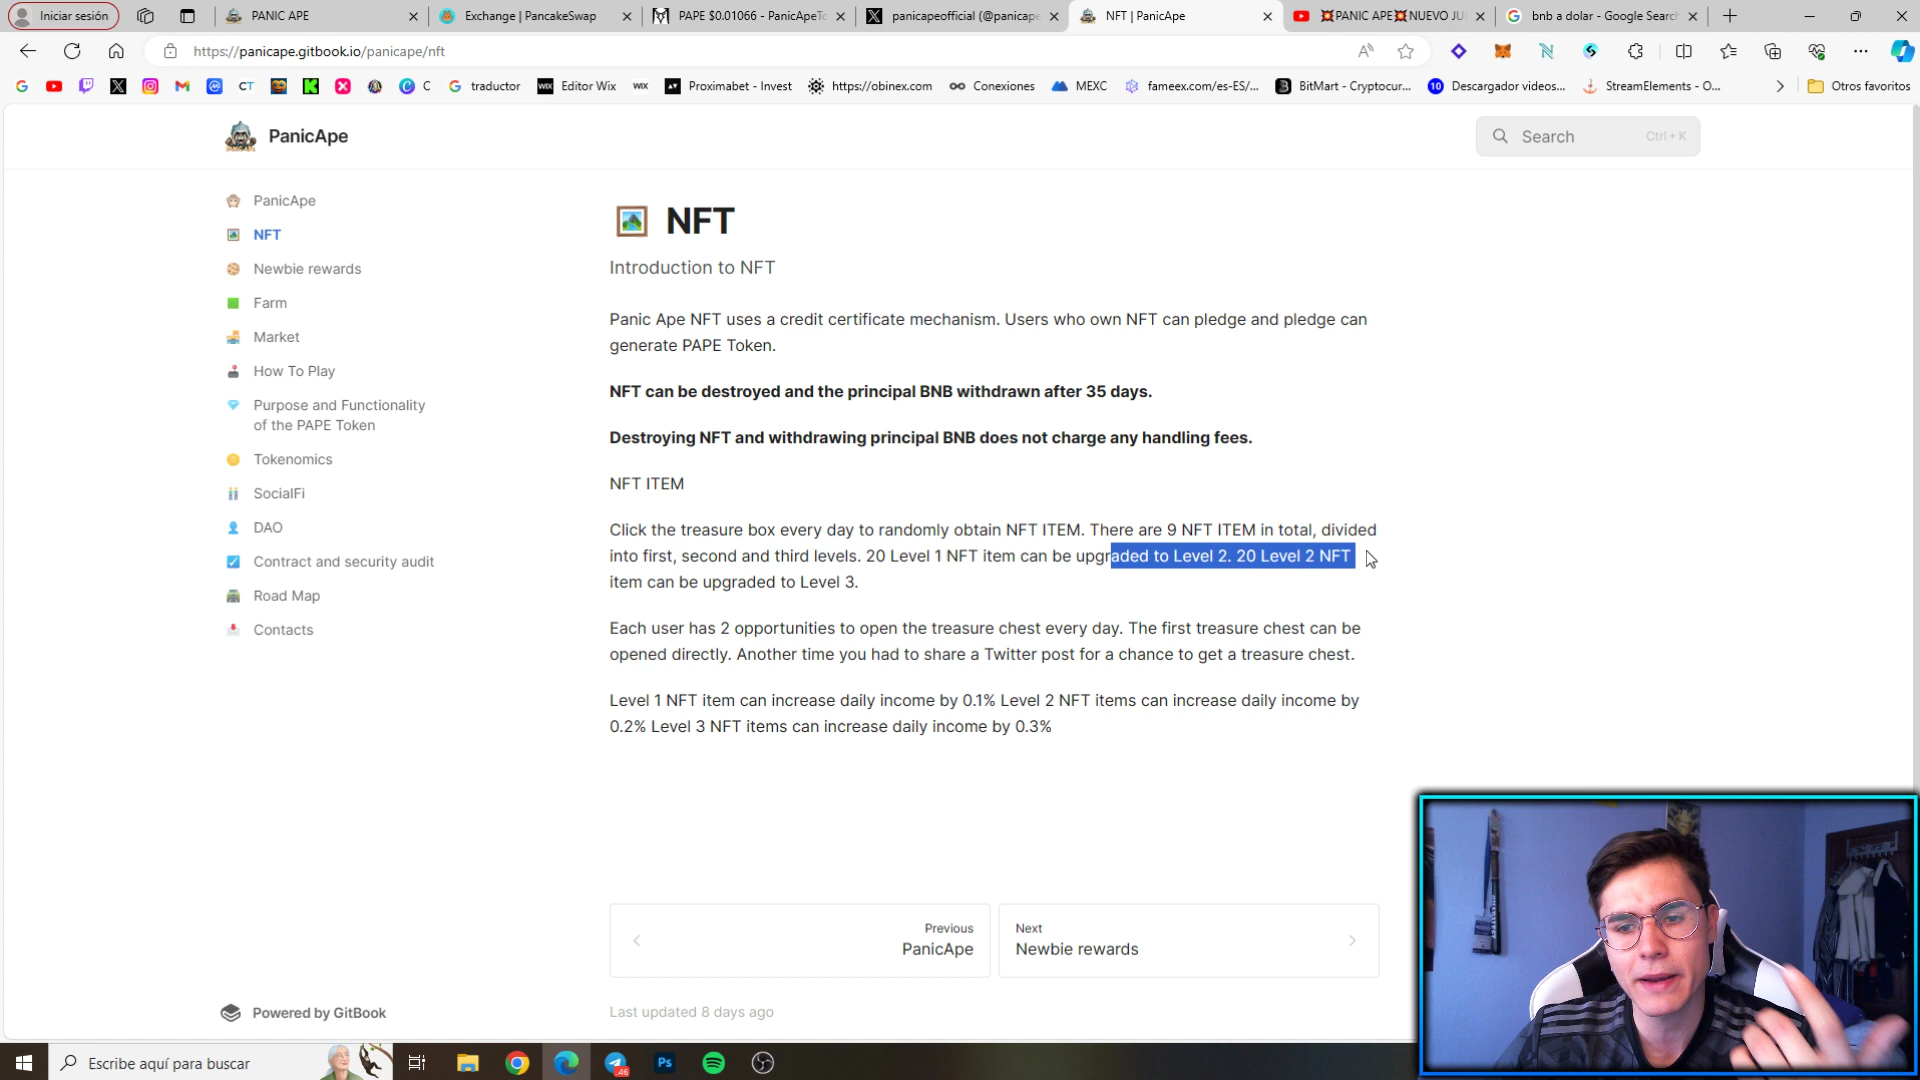 Iniciar sesión
PANIC APE
Exchange | PancakeSwap
PAPE $0.01066 - PanicApeTo
panicapeofficial (@panicape
NFT | PanicApe
💥PANIC APE💥NUEVO JU
bnb a dolar - Google Search
https://panicape.gitbook.io/panicape/nft
C
traductor
Editor Wix
WIX
Proximabet - Invest
https://obinex.com
Conexiones
MEXC
fameex.com/es-ES/...
BitMart - Cryptocur...
10
Descargador videos...
StreamElements - O...
Otros favoritos
PanicApe
Search
Ctrl + K
PanicApe
NFT
Newbie rewards
Farm
Market
How To Play
Purpose and Functionality
of the PAPE Token
Tokenomics
SocialFi
DAO
Contract and security audit
Road Map
Contacts
NFT
Introduction to NFT
Panic Ape NFT uses a credit certificate mechanism. Users who own NFT can pledge and pledge can
generate PAPE Token.
NFT can be destroyed and the principal BNB withdrawn after 35 days.
Destroying NFT and withdrawing principal BNB does not charge any handling fees.
NFT ITEM
Click the treasure box every day to randomly obtain NFT ITEM. There are 9 NFT ITEM in total, divided
into first, second and third levels. 20 Level 1 NFT item can be upgraded to Level 2. 20 Level 2 NFT
item can be upgraded to Level 3.
Each user has 2 opportunities to open the treasure chest every day. The first treasure chest can be
opened directly. Another time you had to share a Twitter post for a chance to get a treasure chest.
Level 1 NFT item can increase daily income by 0.1% Level 2 NFT items can increase daily income by
0.2% Level 3 NFT items can increase daily income by 0.3%
Previous
PanicApe
Next
Newbie rewards
Powered by GitBook
Last updated 8 days ago
Escribe aquí para buscar
46
Ps